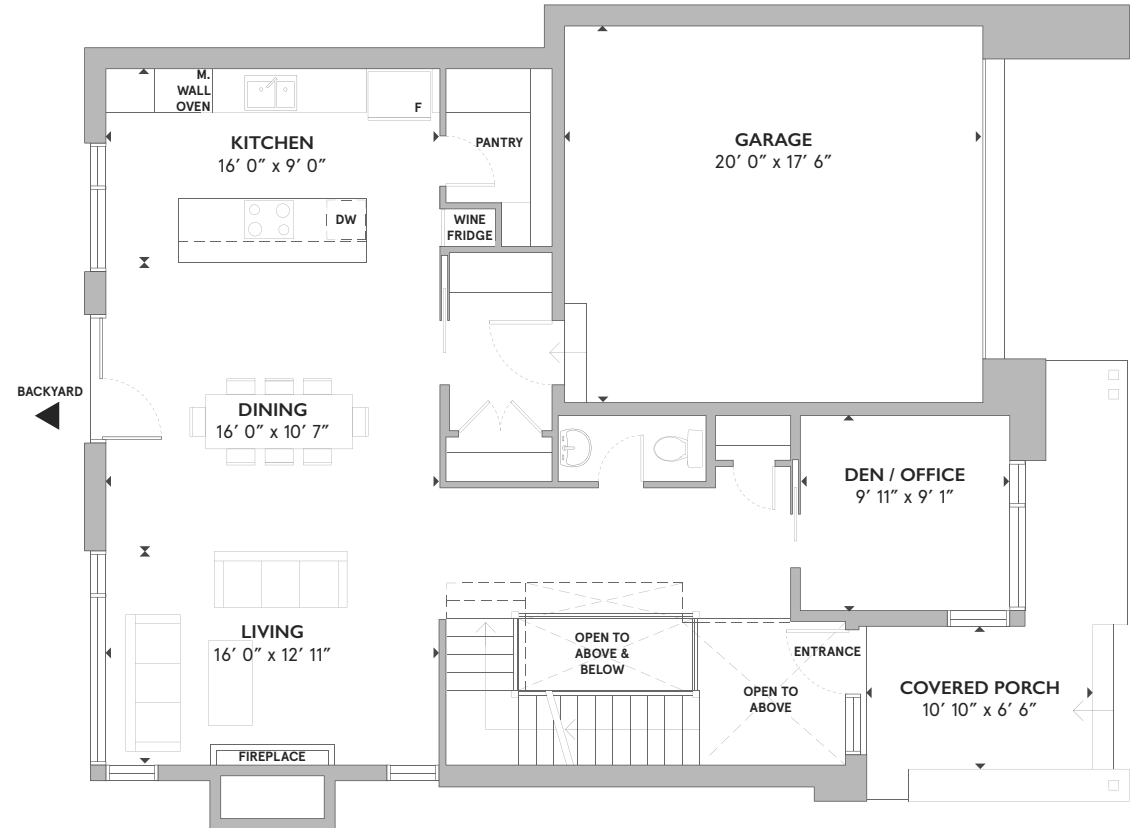 M.
WALL
OVEN
F
KITCHEN
16′ 0″ x 9′ 0″
PANTRY
GARAGE
20′ 0″ x 17′ 6″
DW
WINE
FRIDGE
BACKYARD
DINING
16′ 0″ x 10′ 7″
DEN / OFFICE
9′ 11″ x 9′ 1″
LIVING
16′ 0″ x 12′ 11″
OPEN TO
ABOVE &
BELOW
ENTRANCE
OPEN TO
ABOVE
COVERED PORCH
10′ 10″ x 6′ 6″
FIREPLACE